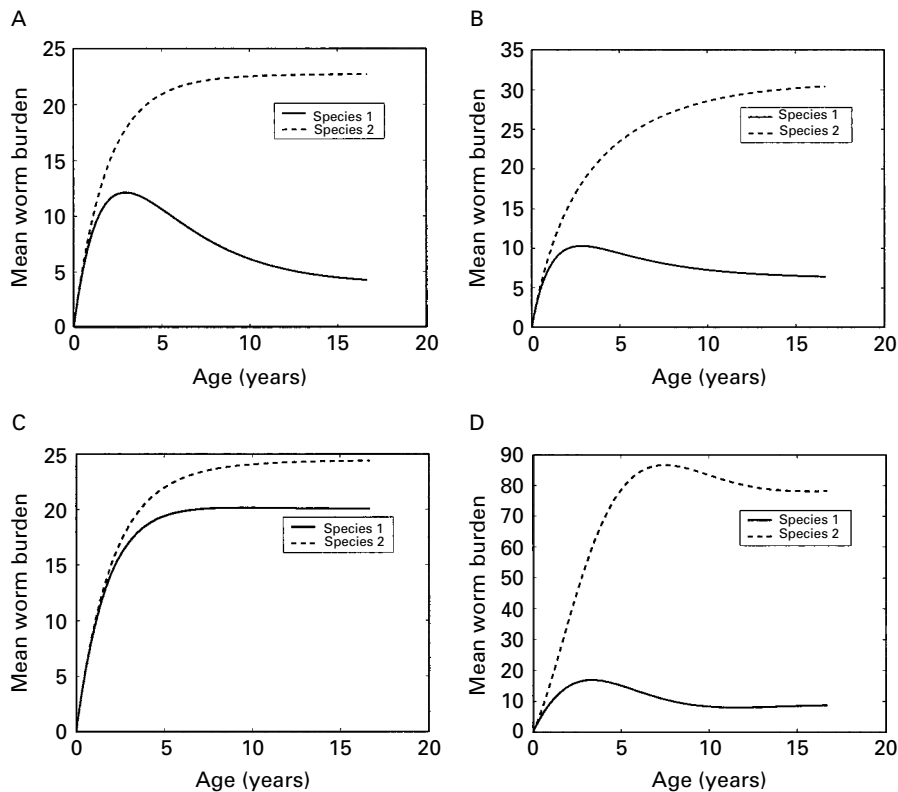 A
Mean worm burden
25
20
15
10
5
0
Species 1
Species 2
0 5 10 15 20
Age (years)
B
Mean worm burden
35
30
25
20
15
10
5
0
Species 1
Species 2
0 5 10 15 20
Age (years)
C
Mean worm burden
25
20
15
10
5
0
Species 1
Species 2
0 5 10 15 20
Age (years)
D
Mean worm burden
90
80
70
60
50
40
30
20
10
0
Species 1
Species 2
0 5 10 15 20
Age (years)